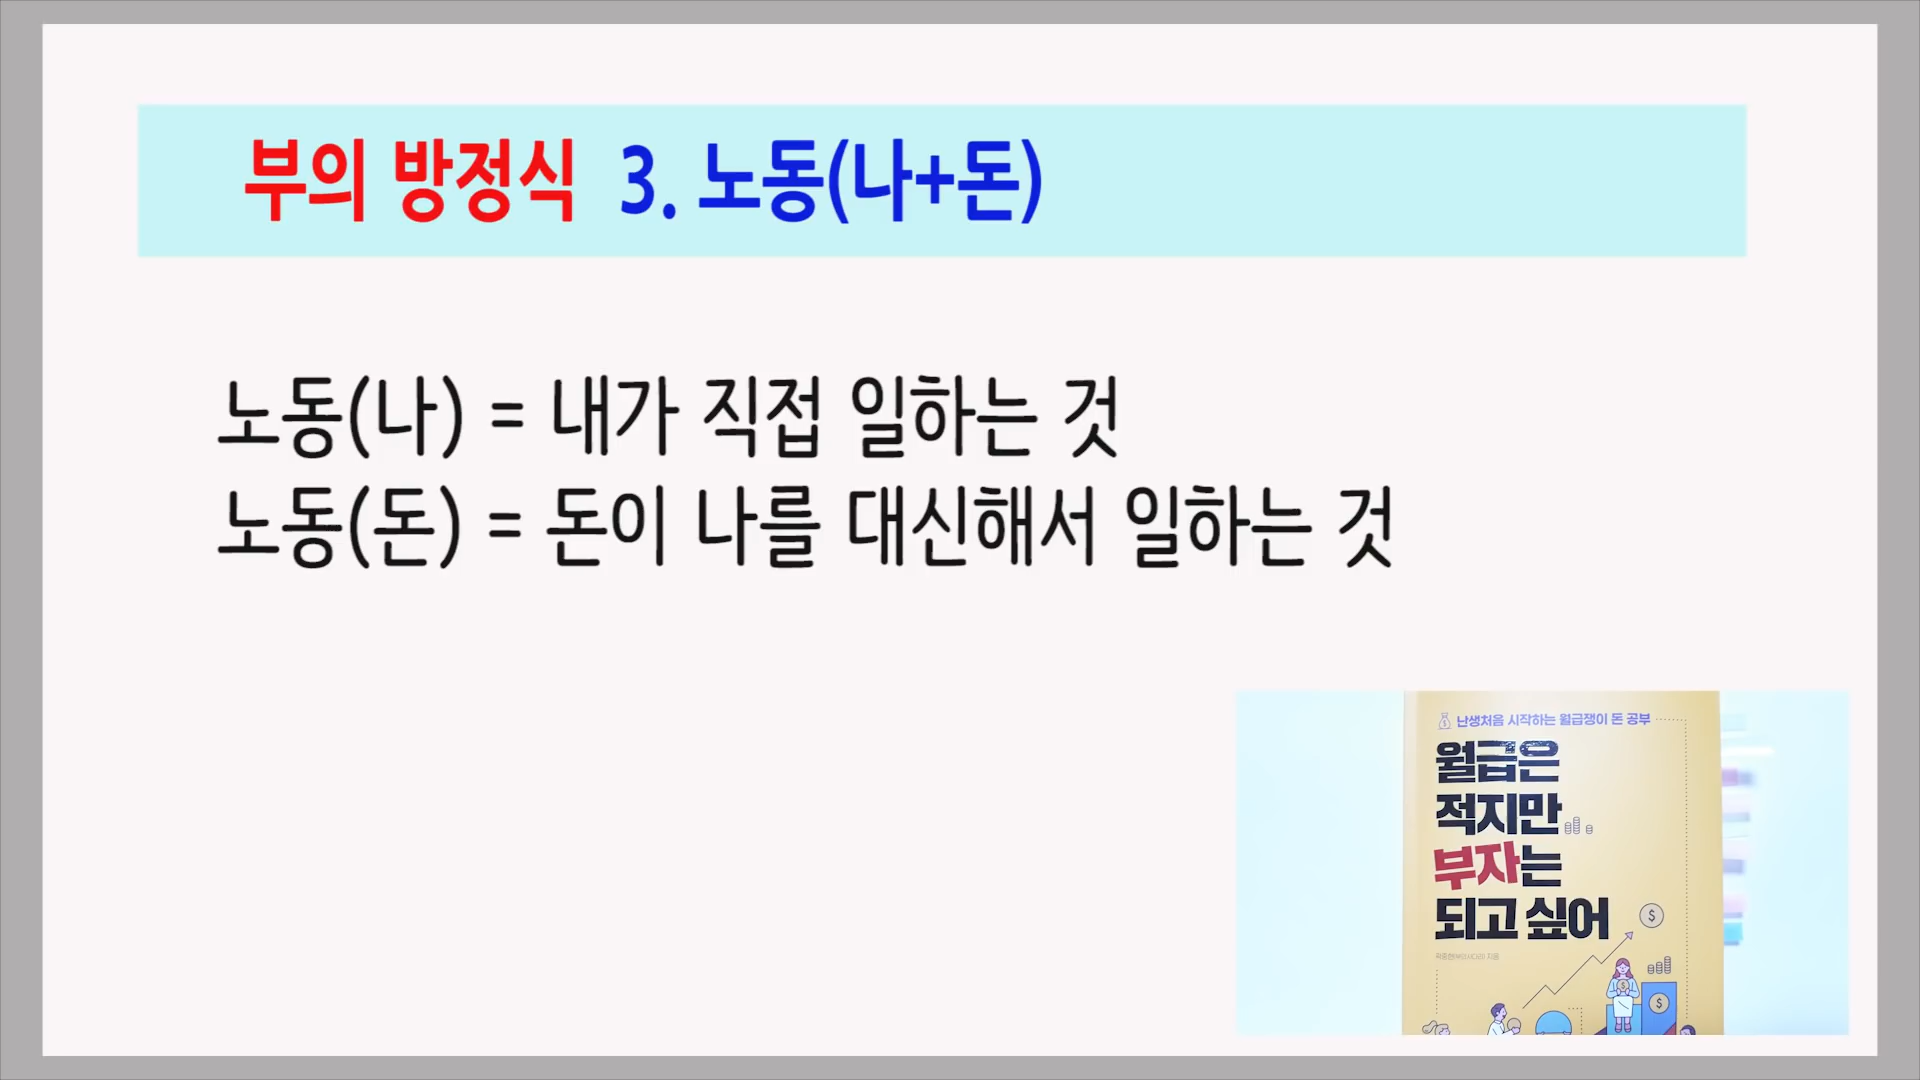 부의 방정식 3. 노동(나+돈)
노동(나) = 내가 직접 일하는 것
노동(돈) = 돈이 나를 대신해서 일하는 것
난생처음 시작하는 월급쟁이 돈 공부
월급은
적지만
부자는
되고 싶어